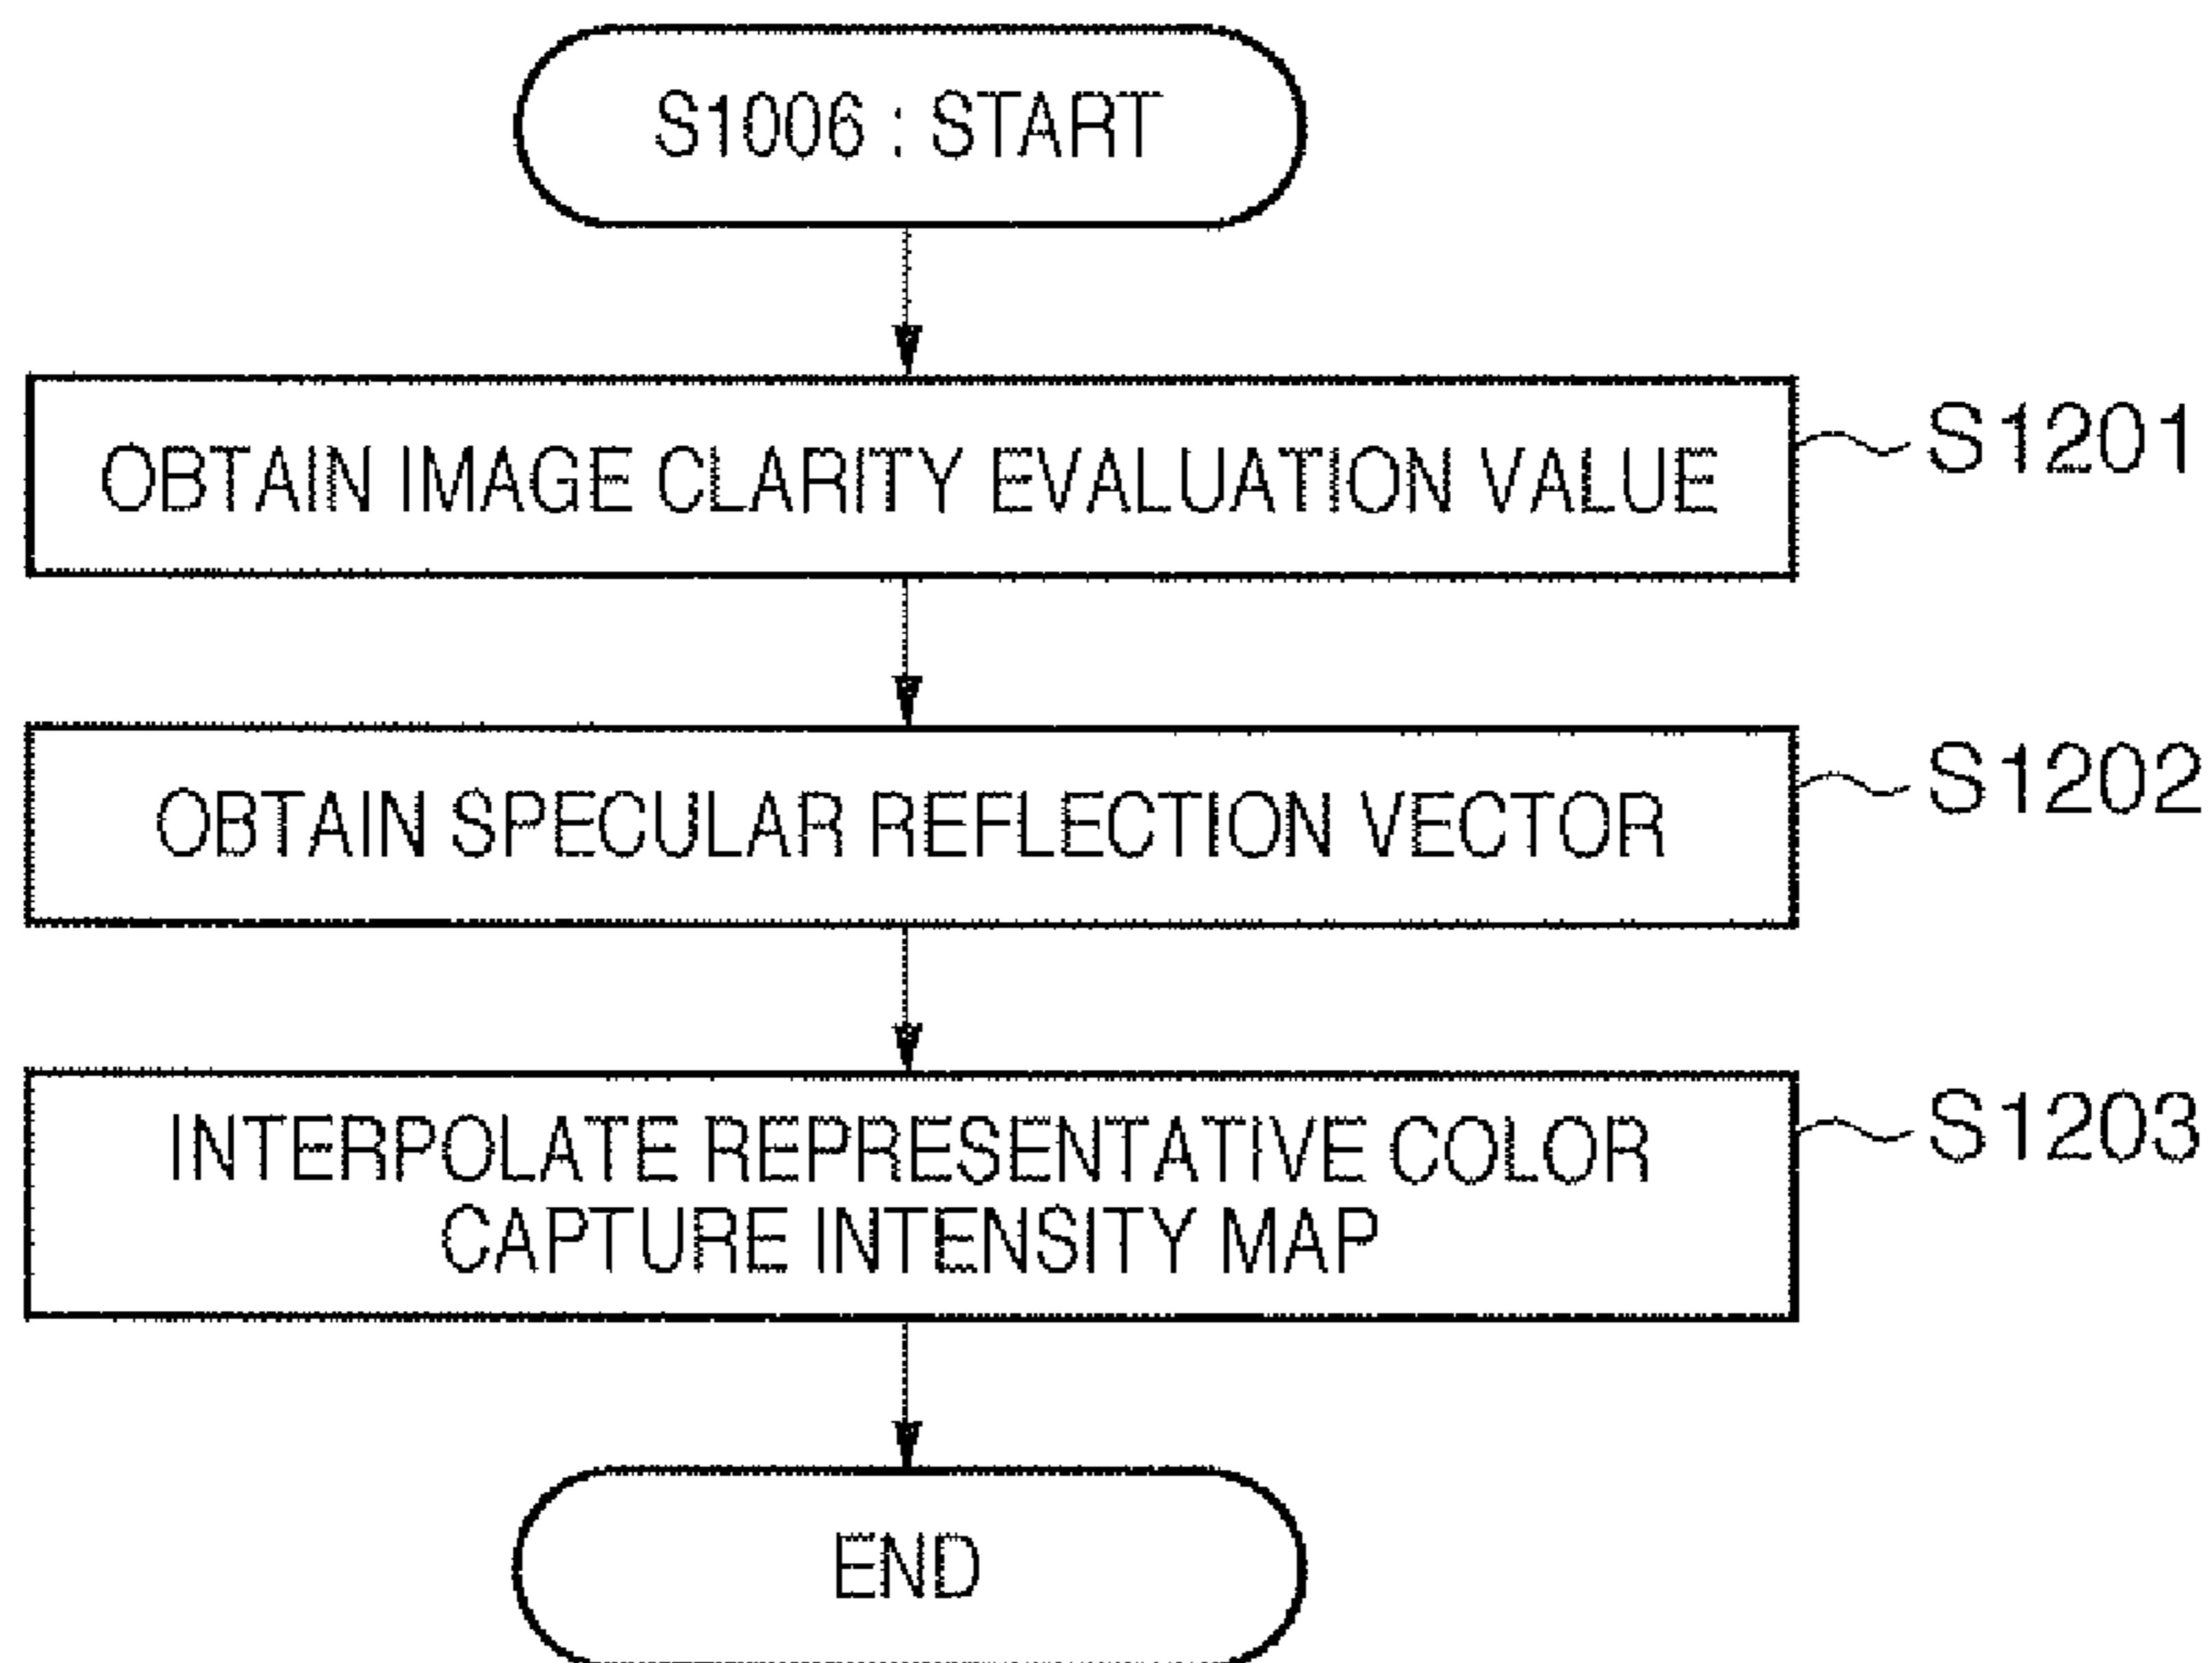 S1006 : START
OBTAIN IMAGE CLARITY EVALUATION VALUE
S1201
OBTAIN SPECULAR REFLECTION VECTOR
S1202
INTERPOLATE REPRESENTATIVE COLOR
CAPTURE INTENSITY MAP
S1203
END